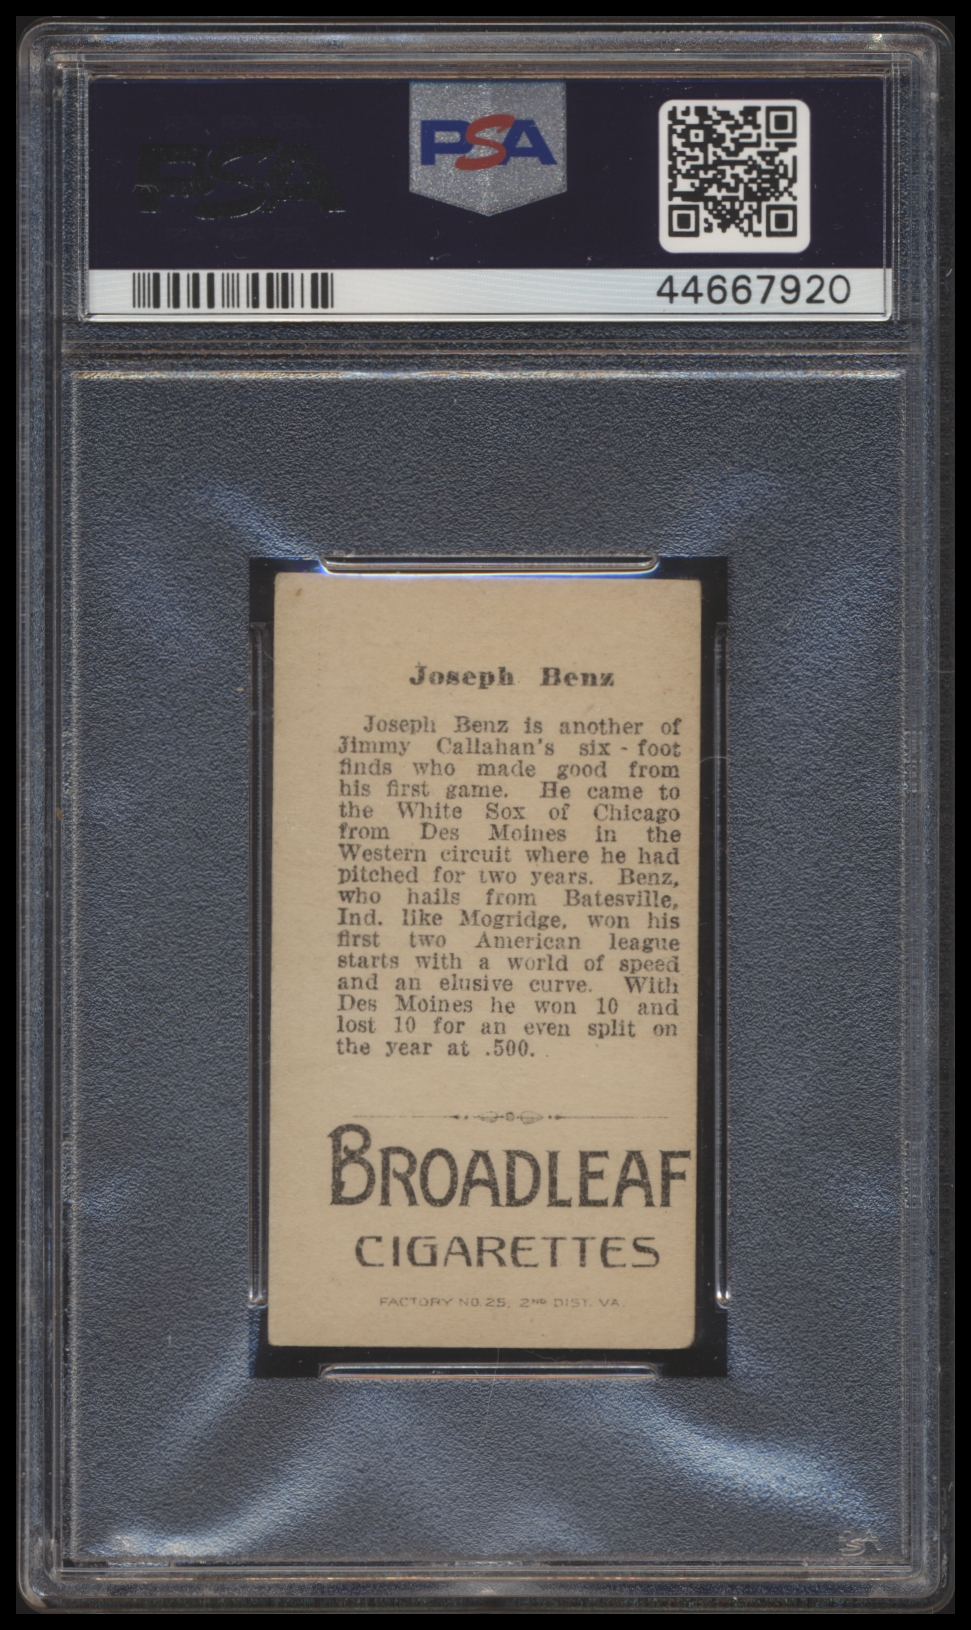 PSA
PSA
44667920
Joseph Benz
Joseph Benz is another of
Jimmy Callahan's six - foot
finds who made good from
his first game. He came to
the White Sox of Chicago
from Des Moines in the
Western circuit where he had
pitched for two years. Benz,
who hails from Batesville,
Ind. like Mogridge, won his
first two American league
starts with a world of speed
and an elusive curve. With
Des Moines he won 10 and
lost 10 for an even split on
the year at .500.
BROADLEAF
CIGARETTES
FACTORY NO. 25, 2ND DIST. VA.
PSA